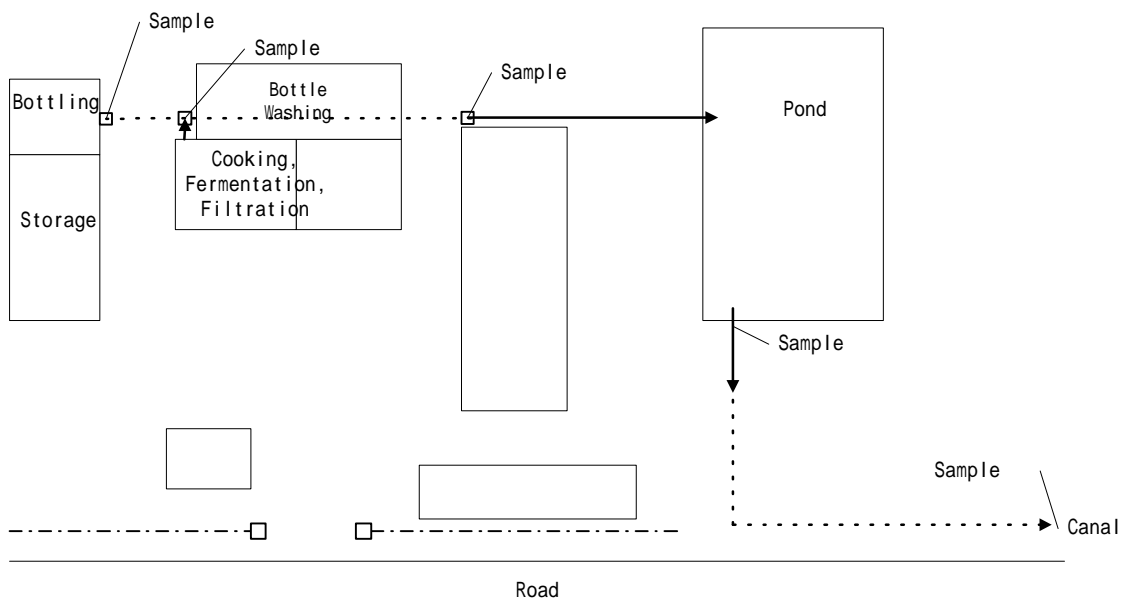 Sample
Sample
Sample
Bottling
Bottle
Washing
Pond
Cooking,
Fermentation,
Filtration
Storage
Sample
Sample
Canal
Road